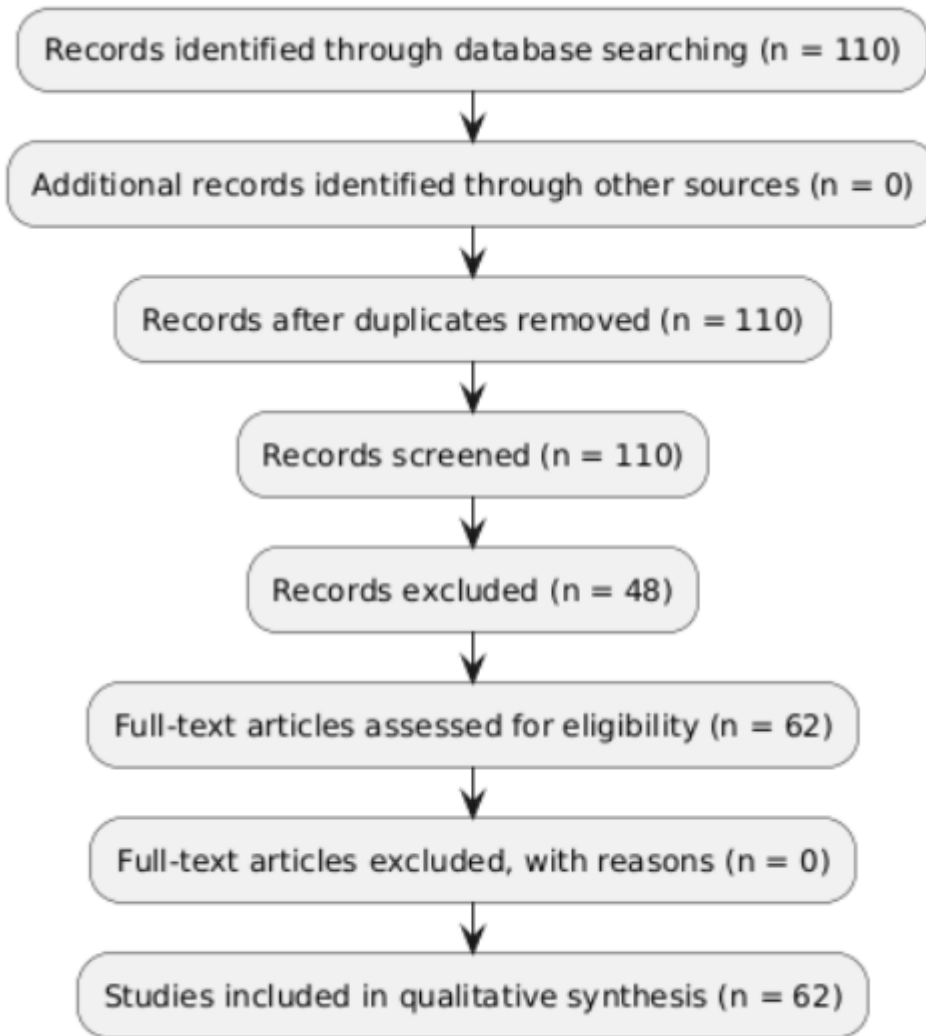 Records identified through database searching (n = 110)
Additional records identified through other sources (n = 0)
Records after duplicates removed (n = 110)
Records screened (n = 110)
Records excluded (n = 48)
Full-text articles assessed for eligibility (n = 62)
Full-text articles excluded, with reasons (n = 0)
Studies included in qualitative synthesis (n = 62)